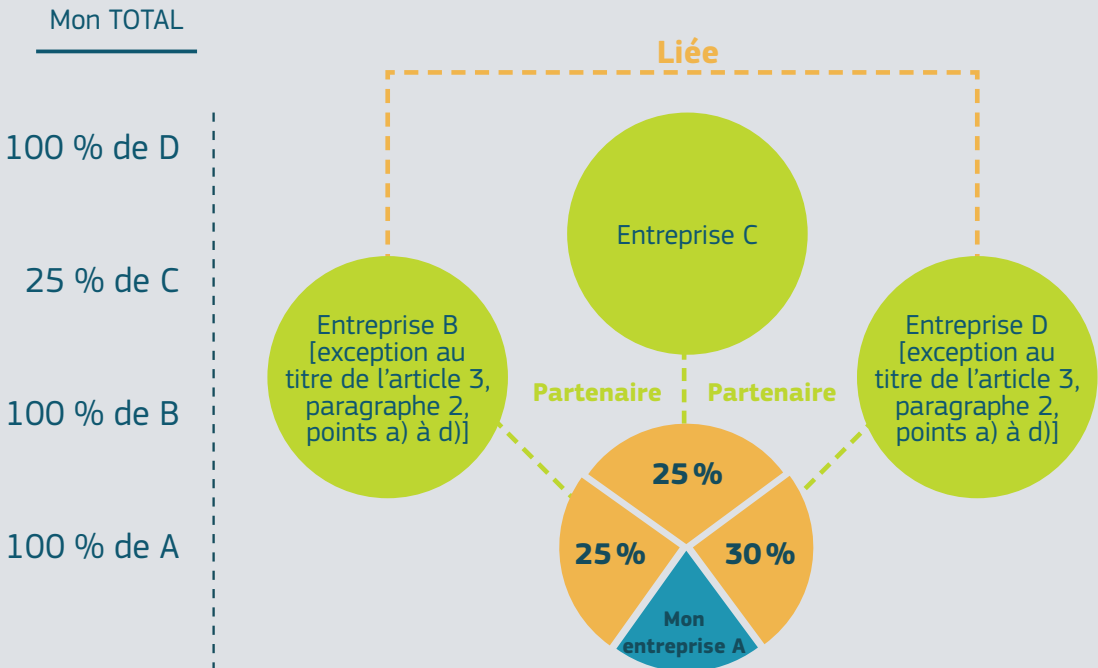 Mon TOTAL
100 % de D
25 % de C
100 % de B
100 % de A
Liée
Entreprise C
Entreprise B
[exception au
titre de l’article 3,
paragraphe 2,
points a) à d)]
Entreprise D
[exception au
titre de l’article 3,
paragraphe 2,
points a) à d)]
Partenaire
Partenaire
25 %
25 %
30 %
Mon
entreprise A